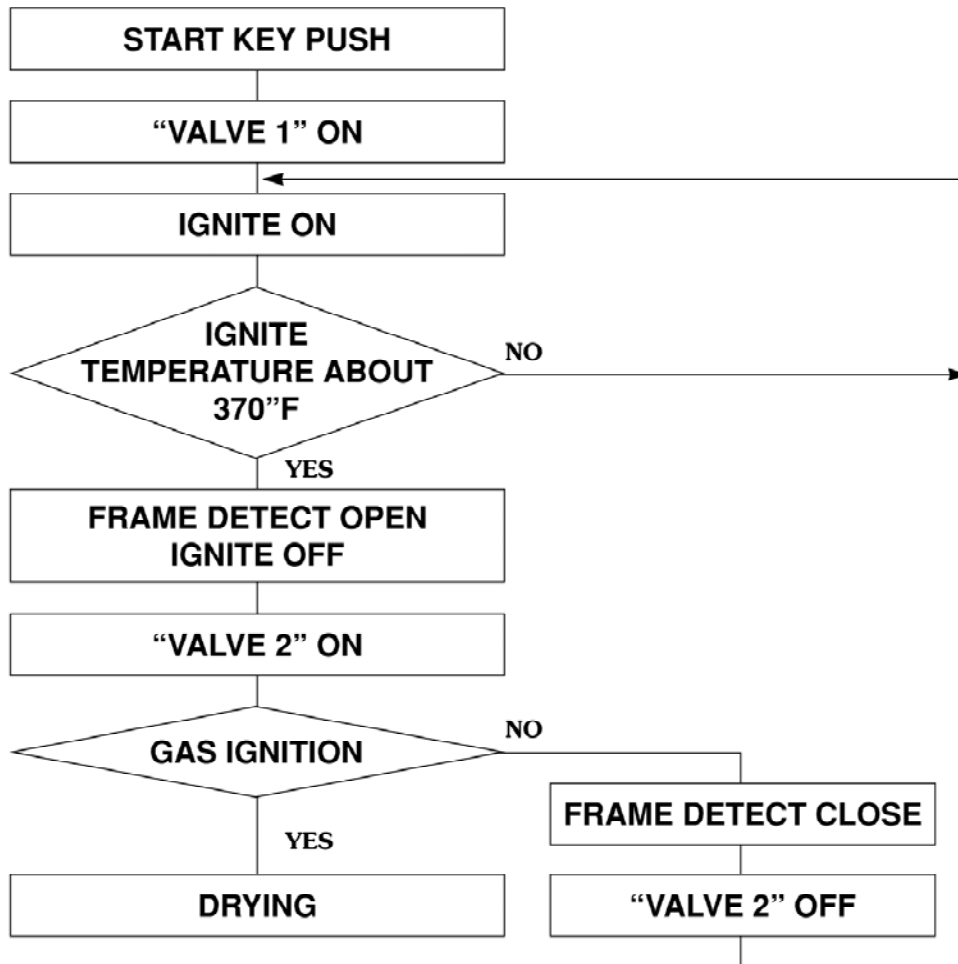 START KEY PUSH
“VALVE 1” ON
IGNITE ON
IGNITE
TEMPERATURE ABOUT
370”F
NO
YES
FRAME DETECT OPEN
IGNITE OFF
“VALVE 2” ON
GAS IGNITION
NO
FRAME DETECT CLOSE
YES
DRYING
“VALVE 2” OFF